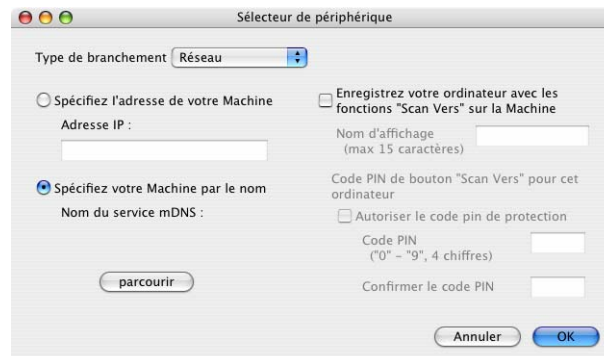 Sélecteur de périphérique
Type de branchement Réseau
Spécifiez l'adresse de votre Machine
Adresse IP :
Spécifiez votre Machine par le nom
Nom du service mDNS :
parcourir
Enregistrez votre ordinateur avec les
fonctions "Scan Vers" sur la Machine
Nom d'affichage
(max 15 caractères)
Code PIN de bouton "Scan Vers" pour cet
ordinateur
Autoriser le code pin de protection
Code PIN
("0" – "9", 4 chiffres)
Confirmer le code PIN
Annuler
OK